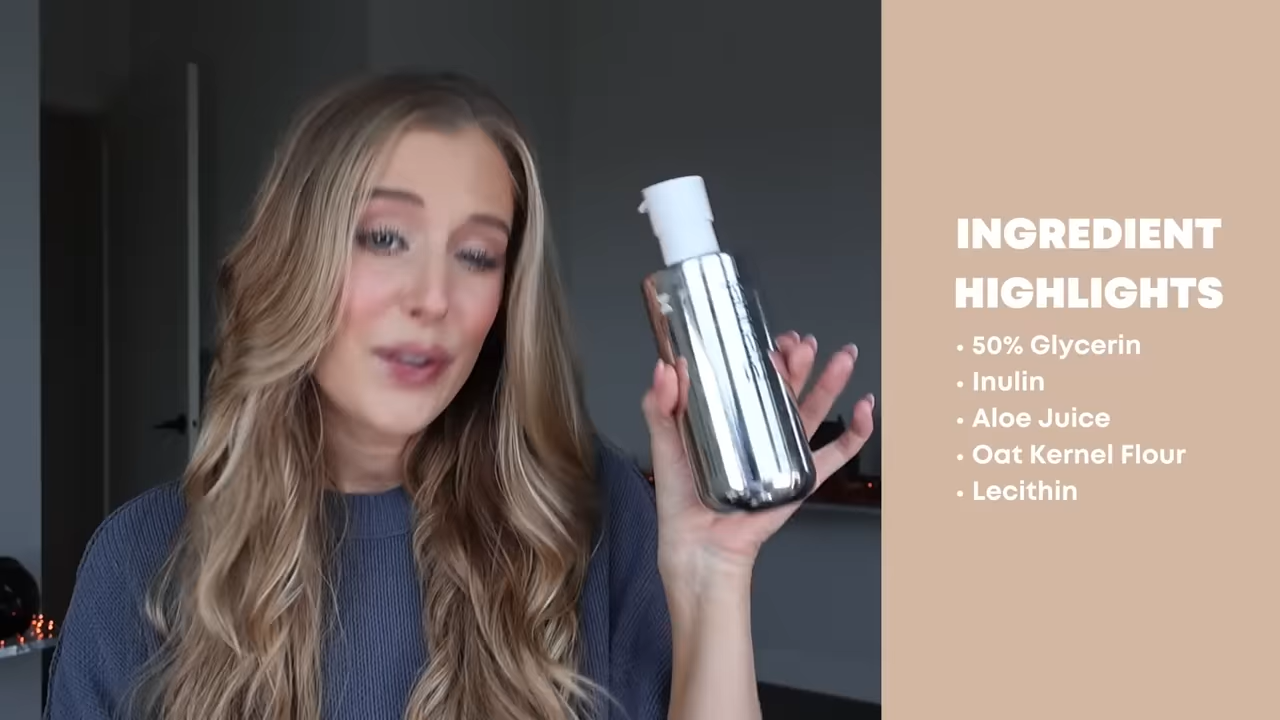 INGREDIENT
HIGHLIGHTS
• 50% Glycerin
• Inulin
• Aloe Juice
• Oat Kernel Flour
• Lecithin